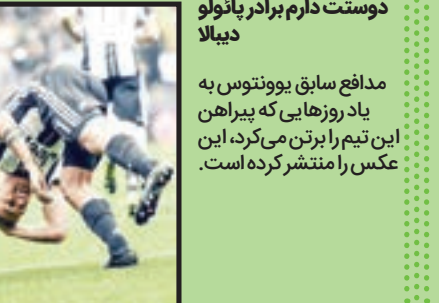 دوستت دارم برادر پائولو
دیبالا
مدافع سابق یوونتوس به
یاد روزهایی که پیراهن
این تیم را برتن می‌کرد، این
عکس را منتشر کرده است.